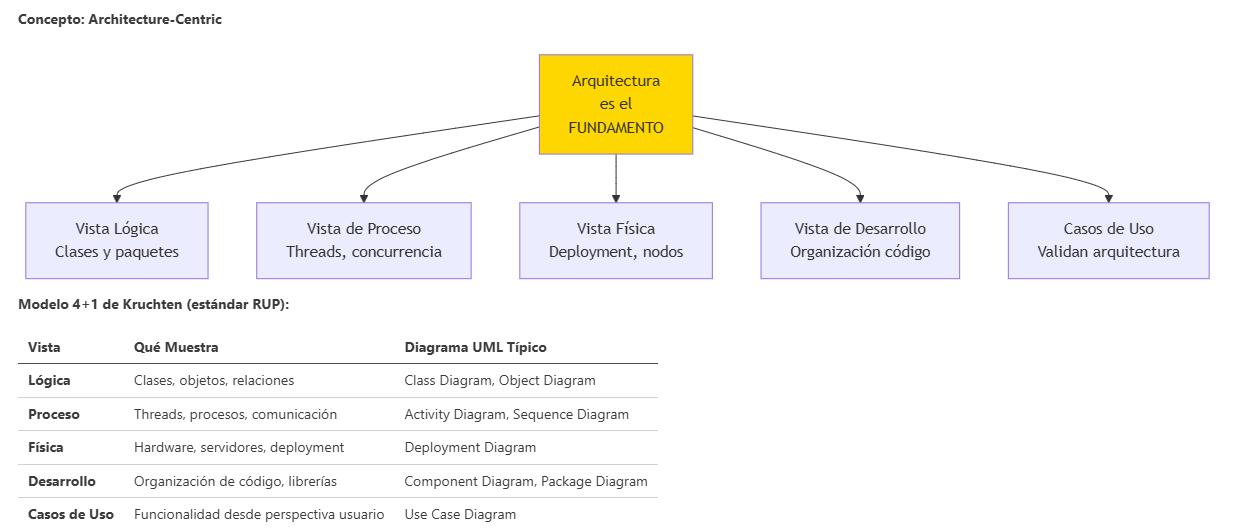 Concepto: Architecture-Centric
Arquitectura
es el
FUNDAMENTO
Vista Lógica
Clases y paquetes
Vista de Proceso
Threads, concurrencia
Vista Física
Deployment, nodos
Vista de Desarrollo
Organización código
Casos de Uso
Validan arquitectura
Modelo 4+1 de Kruchten (estándar RUP):
Vista Qué Muestra Diagrama UML Típico
Lógica Clases, objetos, relaciones Class Diagram, Object Diagram
Proceso Threads, procesos, comunicación Activity Diagram, Sequence Diagram
Física Hardware, servidores, deployment Deployment Diagram
Desarrollo Organización de código, librerías Component Diagram, Package Diagram
Casos de Uso Funcionalidad desde perspectiva usuario Use Case Diagram